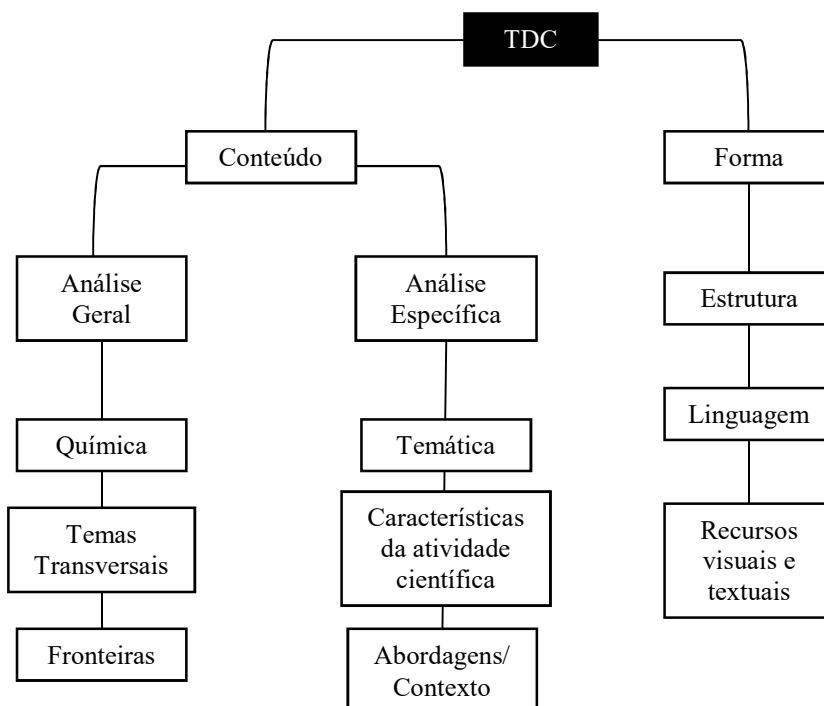 TDC
Conteúdo
Forma
Análise
Geral
Análise
Específica
Estrutura
Química
Temática
Linguagem
Temas
Transversais
Características
da atividade
científica
Recursos
visuais e
textuais
Fronteiras
Abordagens/
Contexto